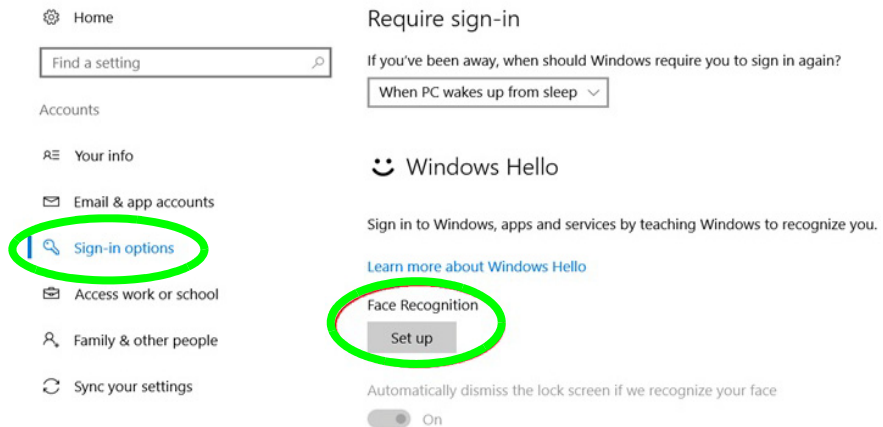 Home
Find a setting
Accounts
Your info
Email & app accounts
Sign-in options
Access work or school
Family & other people
Sync your settings
Require sign-in
If you've been away, when should Windows require you to sign in again?
When PC wakes up from sleep
Windows Hello
Sign in to Windows, apps and services by teaching Windows to recognize you.
Learn more about Windows Hello
Face Recognition
Set up
Automatically dismiss the lock screen if we recognize your face
On